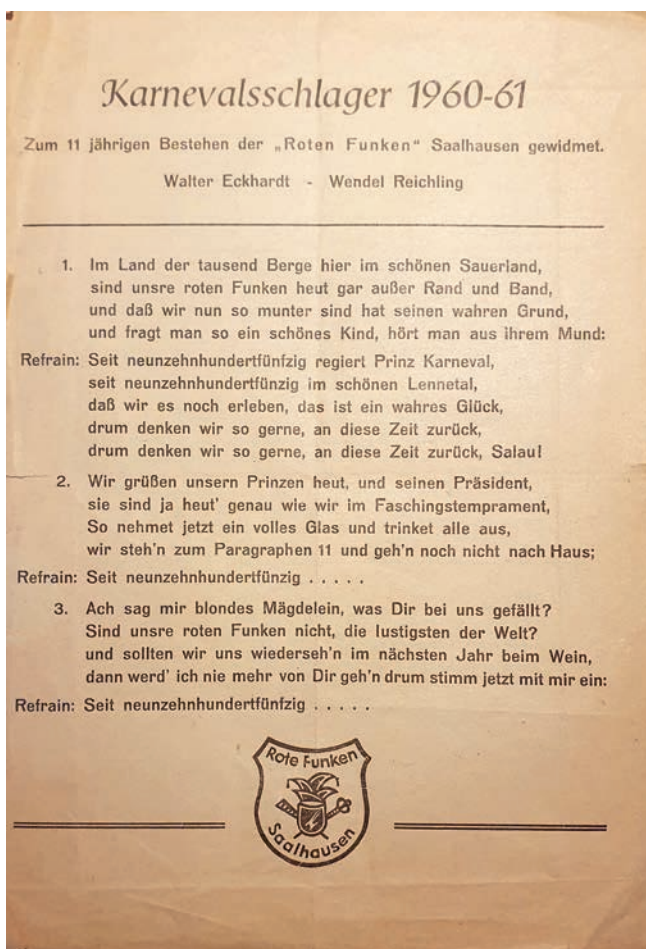 Karnevalsschlager 1960-61
Zum 11 jährigen Bestehen der „Roten Funken“ Saalhausen gewidmet.
Walter Eckhardt - Wendel Reichling
1. Im Land der tausend Berge hier im schönen Sauerland,
sind unsre roten Funken heut gar außer Rand und Band,
und daß wir nun so munter sind hat seinen wahren Grund,
und fragt man so ein schönes Kind, hört man aus ihrem Mund:
Refrain: Seit neunzehnhundertfünfzig regiert Prinz Karneval,
seit neunzehnhundertfünzig im schönen Lennetal,
daß wir es noch erleben, das ist ein wahres Glück,
drum denken wir so gerne, an diese Zeit zurück,
drum denken wir so gerne, an diese Zeit zurück, Salau!
2. Wir grüßen unsern Prinzen heut, und seinen Präsident,
sie sind ja heut' genau wie wir im Faschingstemprament,
So nehmet jetzt ein volles Glas und trinket alle aus,
wir steh'n zum Paragraphen 11 und geh'n noch nicht nach Haus;
Refrain: Seit neunzehnhundertfünzig . . . . .
3. Ach sag mir blondes Mägdelein, was Dir bei uns gefällt?
Sind unsre roten Funken nicht, die lustigsten der Welt?
und sollten wir uns wiederseh'n im nächsten Jahr beim Wein,
dann werd' ich nie mehr von Dir geh'n drum stimm jetzt mit mir ein:
Refrain: Seit neunzehnhundertfünfzig . . . . .
Rote Funken
Saalhausen